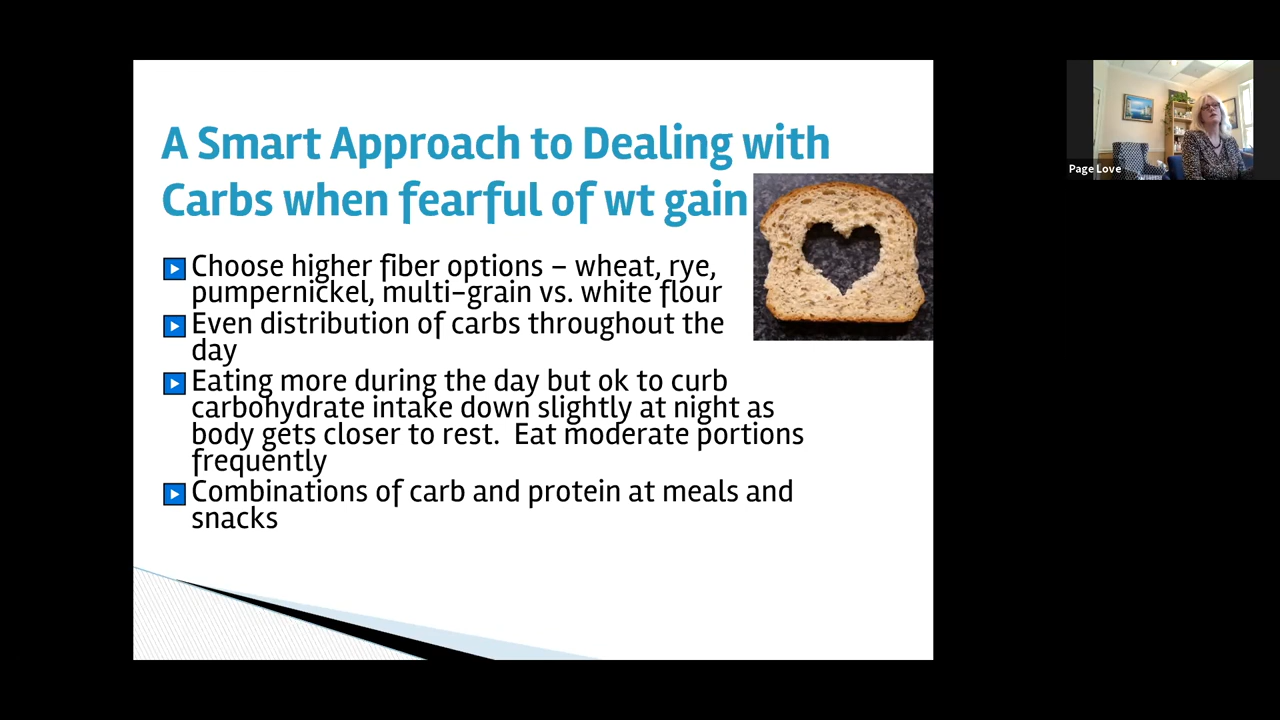 A Smart Approach to Dealing with
Carbs when fearful of wt gain
Choose higher fiber options – wheat, rye,
pumpernickel, multi-grain vs. white flour
Even distribution of carbs throughout the
day
Eating more during the day but ok to curb
carbohydrate intake down slightly at night as
body gets closer to rest.  Eat moderate portions
frequently
Combinations of carb and protein at meals and
snacks
Page Love